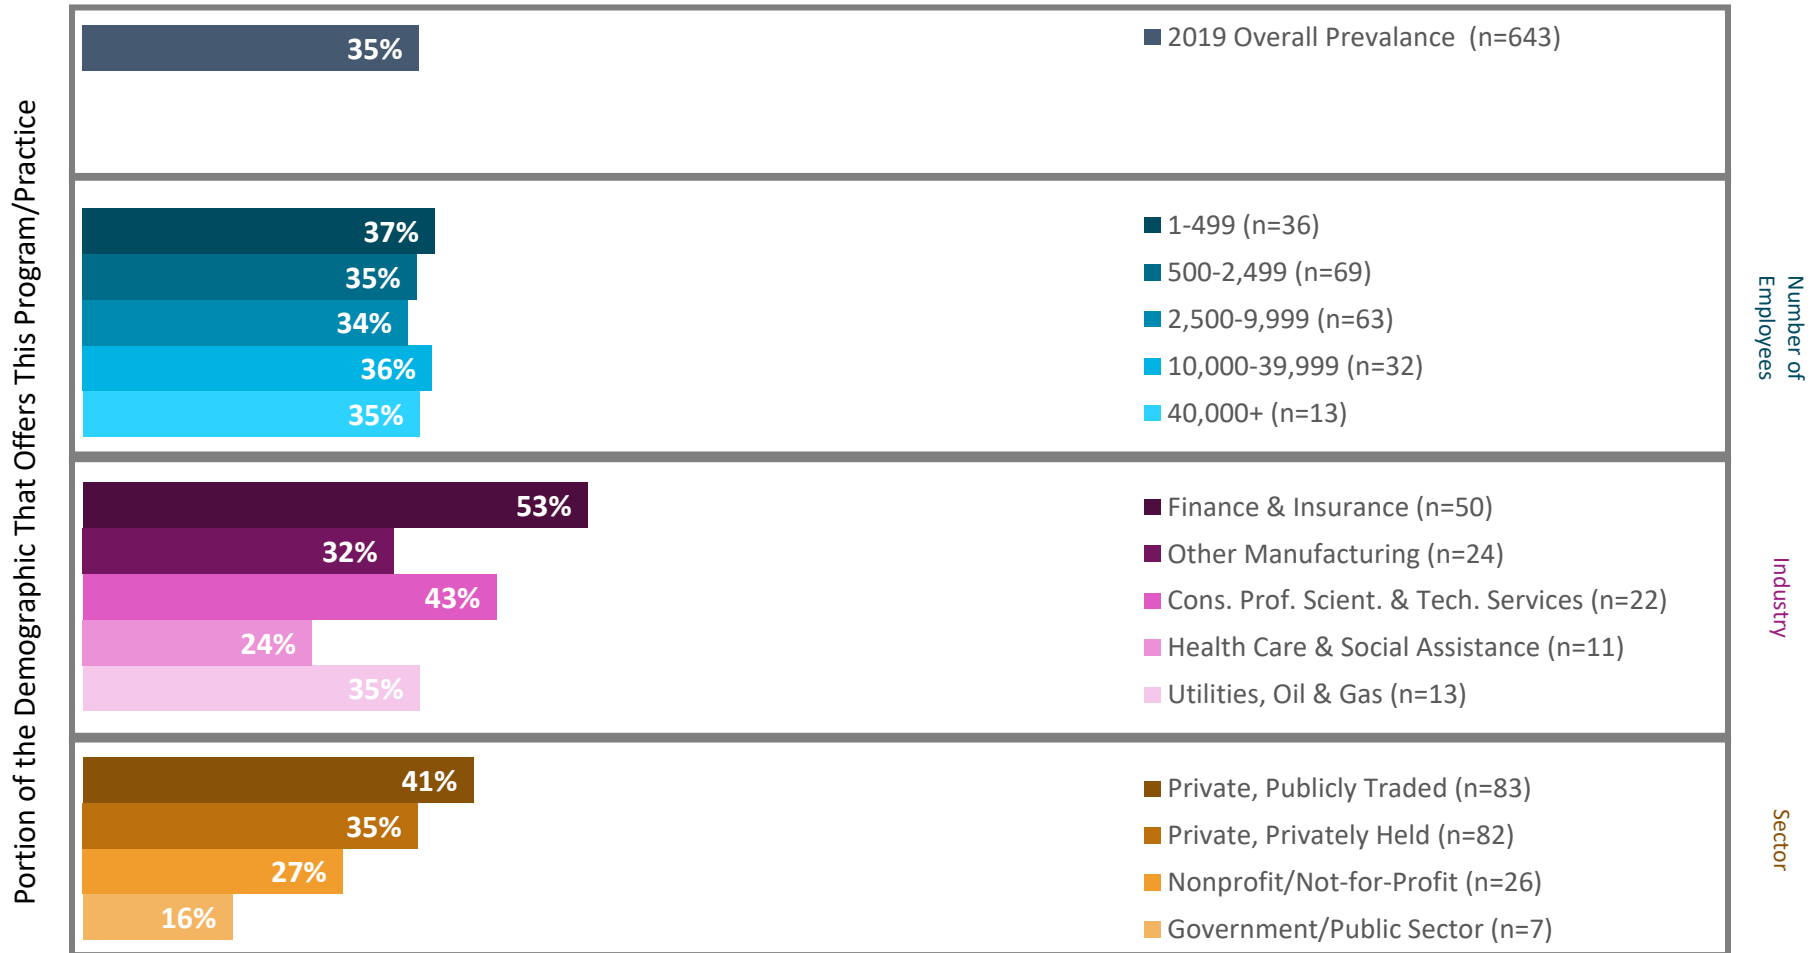 Portion of the Demographic That Offers This Program/Practice
35%
2019 Overall Prevalance (n=643)
37%
35%
34%
36%
35%
1-499 (n=36)
500-2,499 (n=69)
2,500-9,999 (n=63)
10,000-39,999 (n=32)
40,000+ (n=13)
Number of
Employees
53%
32%
43%
24%
35%
Finance & Insurance (n=50)
Other Manufacturing (n=24)
Cons. Prof. Scient. & Tech. Services (n=22)
Health Care & Social Assistance (n=11)
Utilities, Oil & Gas (n=13)
Industry
41%
35%
27%
16%
Private, Publicly Traded (n=83)
Private, Privately Held (n=82)
Nonprofit/Not-for-Profit (n=26)
Government/Public Sector (n=7)
Sector